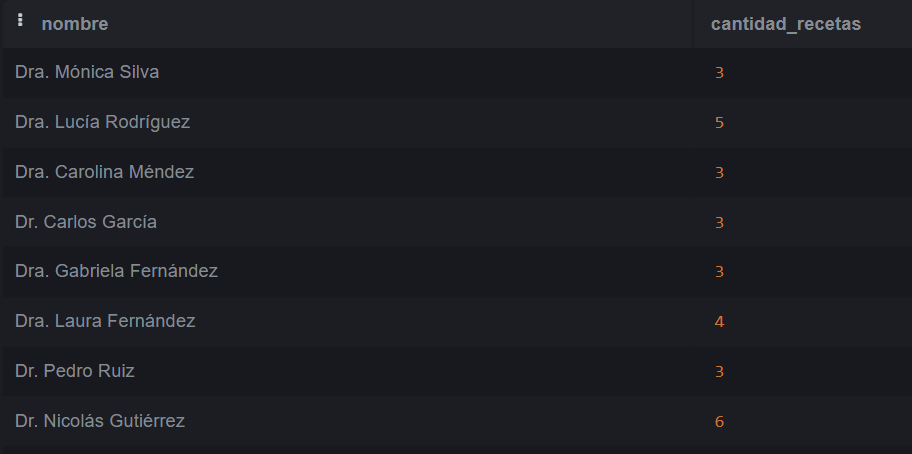 nombre cantidad_recetas
Dra. Mónica Silva 3
Dra. Lucía Rodríguez 5
Dra. Carolina Méndez 3
Dr. Carlos García 3
Dra. Gabriela Fernández 3
Dra. Laura Fernández 4
Dr. Pedro Ruiz 3
Dr. Nicolás Gutiérrez 6